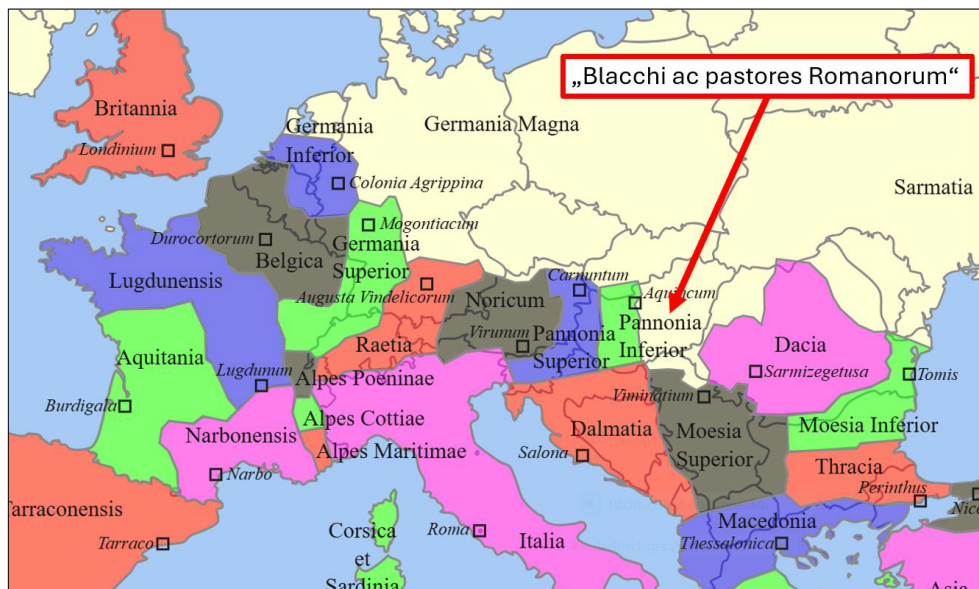 „Blacchi ac pastores Romanorum“
Britannia
Londinium
Germania
Inferior
Germania Magna
Sarmatia
Colonia Agrippina
Durocortorum
Belgica
Mogontiacum
Germania
Superior
Lugdunensis
Augusta Vindelicorum
Noricum
Carnuntum
Aquincum
Virunum
Pannonia
Superior
Pannonia
Inferior
Dacia
Sarmizegetusa
Raetia
Aquitania
Lugdunum
Alpes Poeninae
Burdigala
Alpes Cottiae
Narbonensis
Alpes Maritimae
Viminatium
Tomis
Dalmatia
Moesia
Superior
Moesia Inferior
Salona
Narbo
Thracia
Perinthus
Tarraconensis
Tarraco
Corsica
et
Sardinia
Roma
Italia
Macedonia
Thessalonica
Nico
Asia